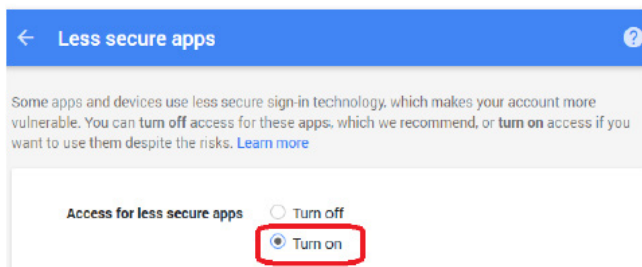 Less secure apps
Some apps and devices use less secure sign-in technology, which makes your account more
vulnerable. You can turn off access for these apps, which we recommend, or turn on access if you
want to use them despite the risks. Learn more
Access for less secure apps Turn off
Turn on